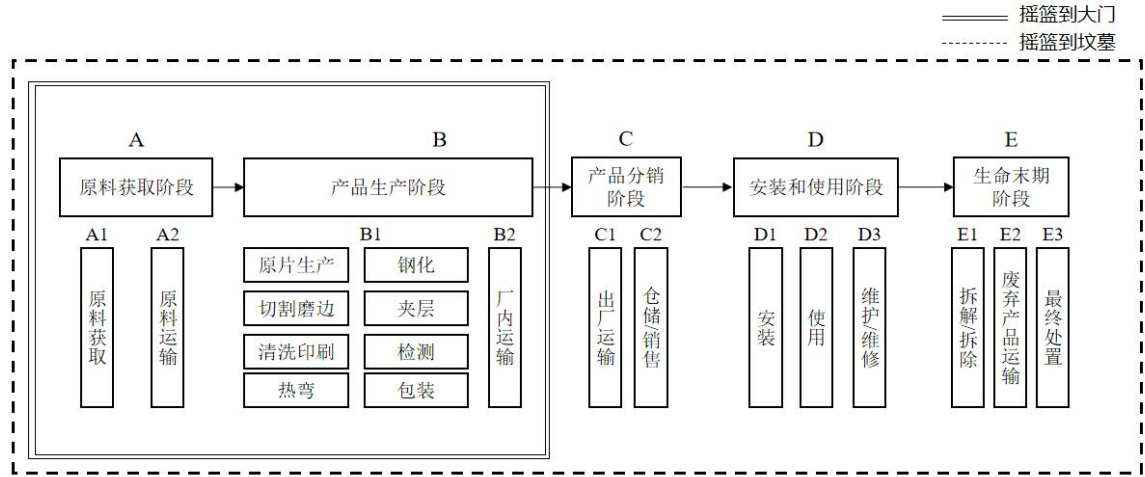 摇篮到大门
摇篮到坟墓
A
B
C
D
E
原料获取阶段
产品生产阶段
产品分销
阶段
安装和使用阶段
生命末期
阶段
A1
A2
B1
B2
C1
C2
D1
D2
D3
E1
E2
E3
原料获取
原料运输
原片生产
钢化
切割磨边
夹层
清洗印刷
检测
热弯
包装
厂内运输
出厂运输
仓储/销售
安装
使用
维护/维修
拆解/拆除
废弃产品运输
最终处置